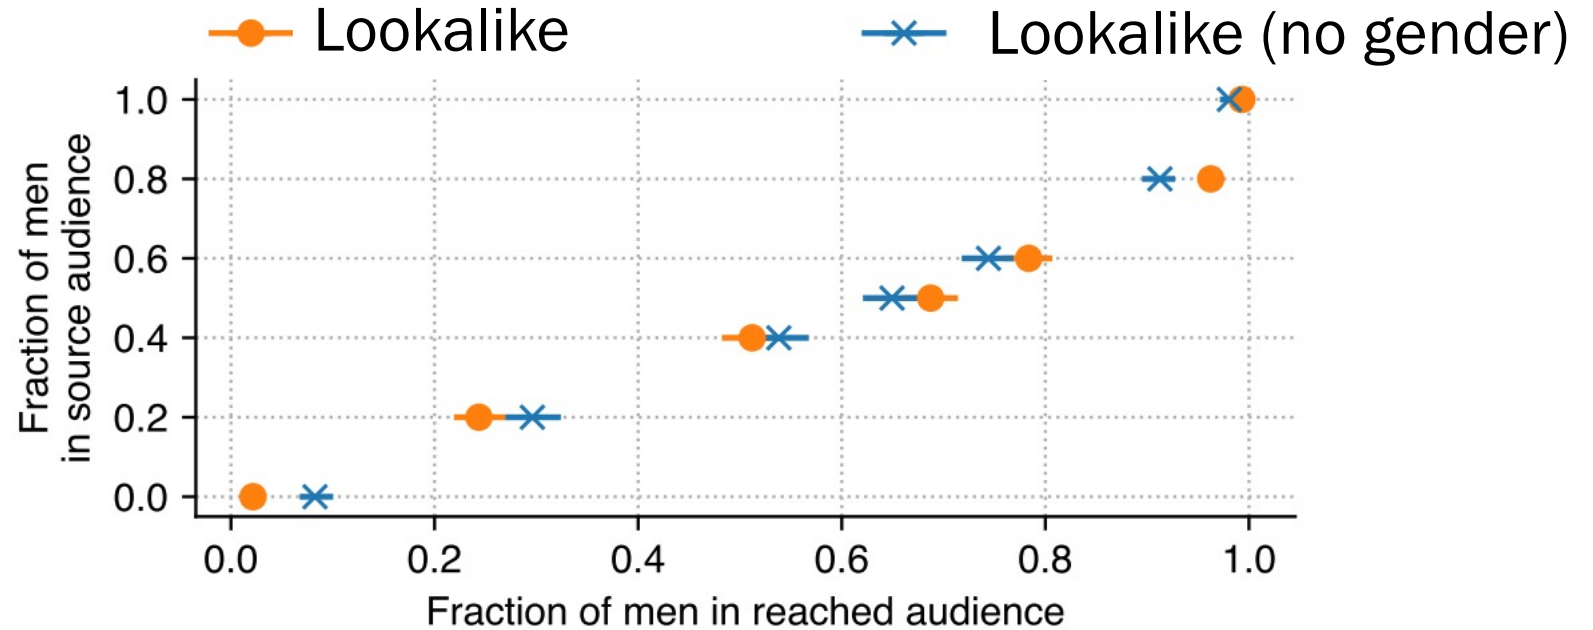 Lookalike
Lookalike (no gender)
Fraction of men
in source audience
1.0
0.8
0.6
0.4
0.2
0.0
0.0 0.2 0.4 0.6 0.8 1.0
Fraction of men in reached audience